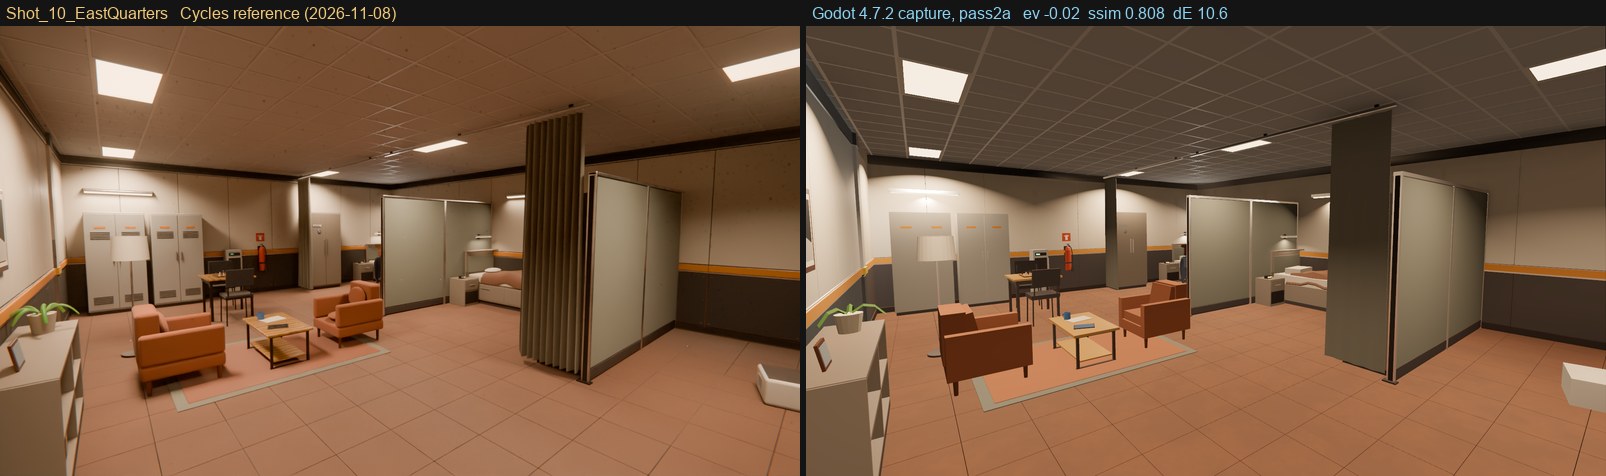 Shot_10_EastQuarters Cycles reference (2026-11-08)
Godot 4.7.2 capture, pass2a ev -0.02 ssim 0.808 dE 10.6